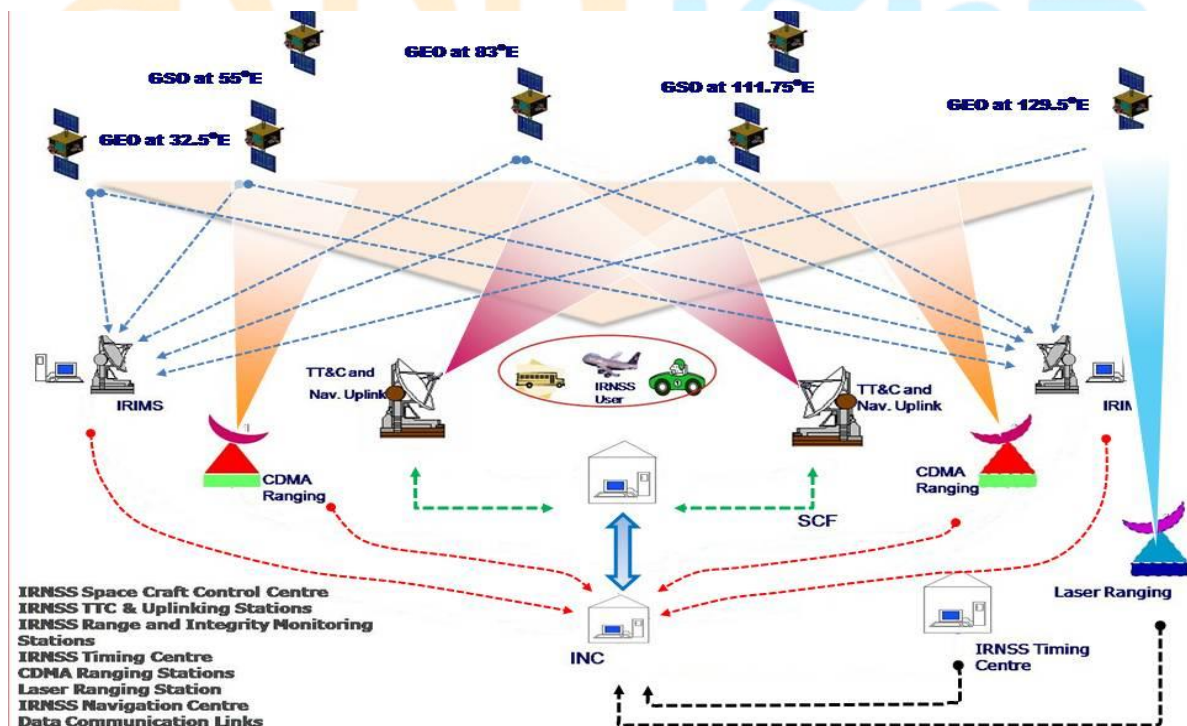 GEO at 83°E
GSO at 55°E
GSO at 111.75°E
GEO at 129.5°E
GEO at 32.5°E
IRIMS
TT&C and
Nav. Uplink
IRNSS
User
TT&C and
Nav. Uplink
IRIM
CDMA
Ranging
CDMA
Ranging
SCF
Laser Ranging
INC
IRNSS Timing
Centre
IRNSS Space Craft Control Centre
IRNSS TTC & Uplinking Stations
IRNSS Range and Integrity Monitoring
Stations
IRNSS Timing Centre
CDMA Ranging Stations
Laser Ranging Station
IRNSS Navigation Centre
Data Communication Links